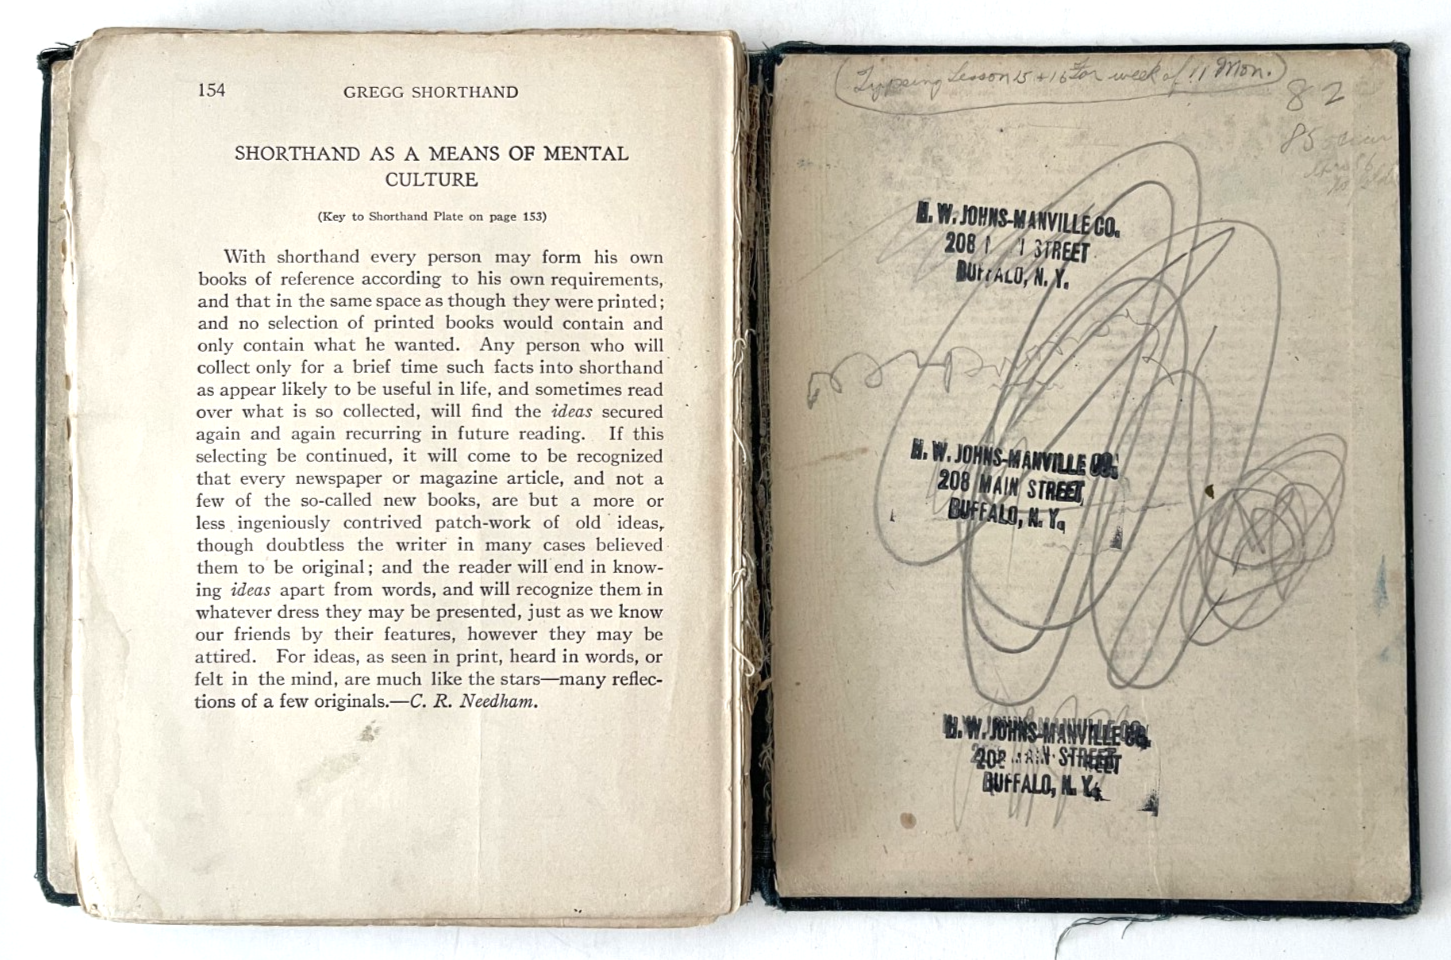 154
GREGG SHORTHAND
SHORTHAND AS A MEANS OF MENTAL
CULTURE
(Key to Shorthand Plate on page 153)
With shorthand every person may form his own
books of reference according to his own requirements,
and that in the same space as though they were printed;
and no selection of printed books would contain and
only contain what he wanted. Any person who will
collect only for a brief time such facts into shorthand
as appear likely to be useful in life, and sometimes read
over what is so collected, will find the ideas secured
again and again recurring in future reading. If this
selecting be continued, it will come to be recognized
that every newspaper or magazine article, and not a
few of the so-called new books, are but a more or
less ingeniously contrived patch-work of old ideas,
though doubtless the writer in many cases believed
them to be original; and the reader will end in know-
ing ideas apart from words, and will recognize them in
whatever dress they may be presented, just as we know
our friends by their features, however they may be
attired. For ideas, as seen in print, heard in words, or
felt in the mind, are much like the stars—many reflec-
tions of a few originals.—C. R. Needham.
Typing Lesson 15 + 16 For week of 11 Mon.
82
85
H. W. JOHNS-MANVILLE CO.
208 STREET
BUFFALO, N. Y.
H. W. JOHNS-MANVILLE CO.
208 MAIN STREET,
BUFFALO, N. Y.
H. W. JOHNS-MANVILLE CO.
208 MAIN STREET
BUFFALO, N. Y.